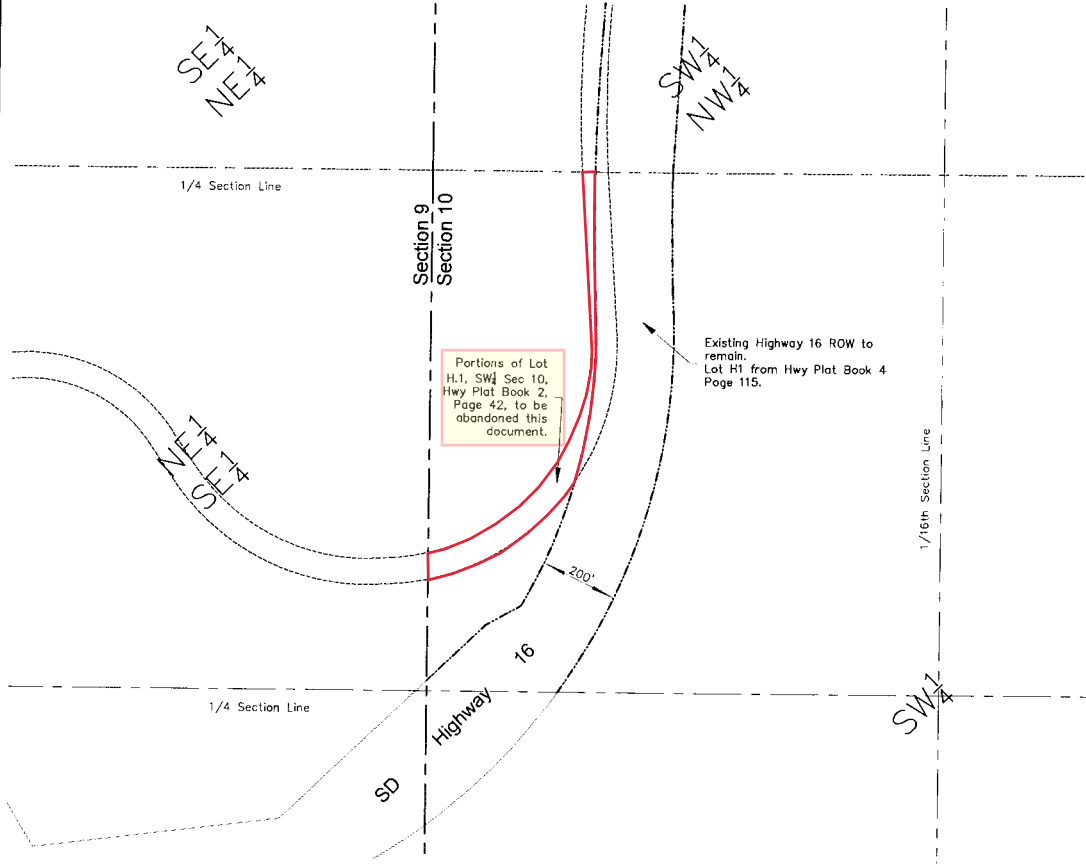 SE1/4
NE1/4
SW1/4
NW1/4
1/4 Section Line
Section 9
Section 10
Portions of Lot
H.1, SW1/4 Sec 10,
Hwy Plat Book 2,
Page 42, to be
abandoned this
document.
Existing Highway 16 ROW to
remain.
Lot H1 from Hwy Plat Book 4
Page 115.
NE1/4
SE1/4
1/16th Section Line
200'
1/4 Section Line
SD Highway 16
SW1/4